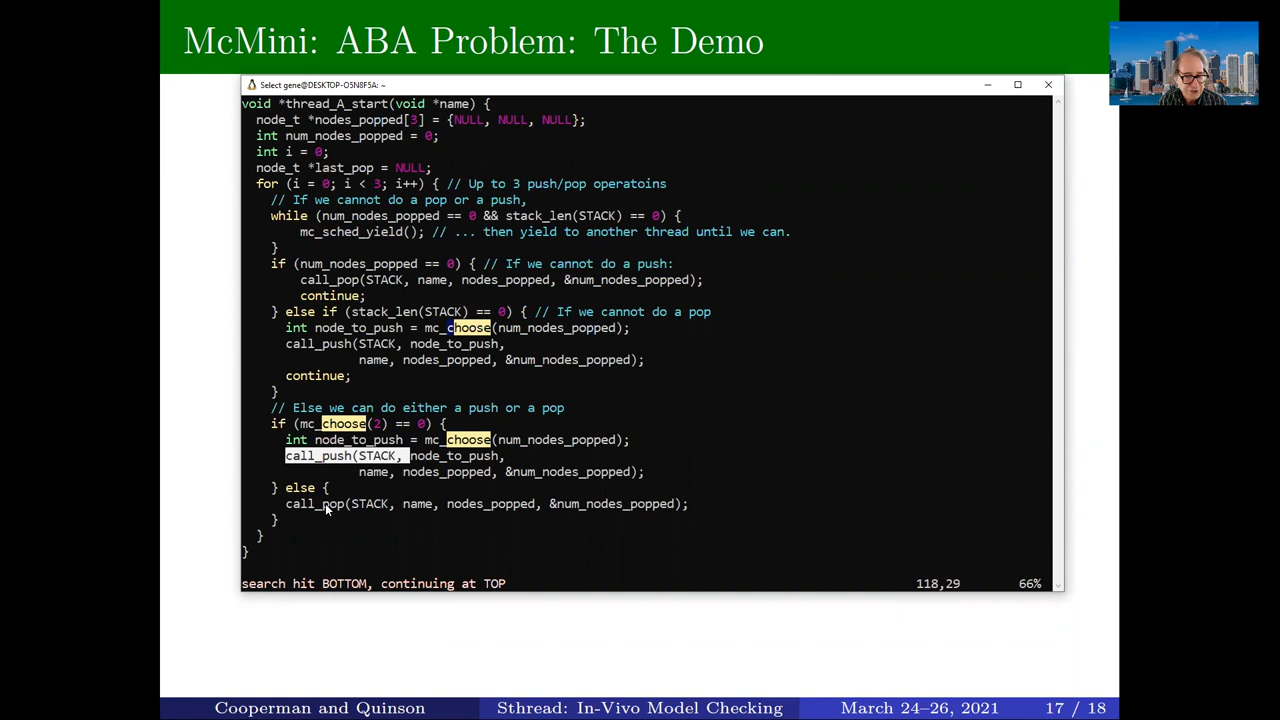 McMini: ABA Problem: The Demo
Select gene@DESKTOP-O5N8F5A: ~
void *thread_A_start(void *name) {
node_t *nodes_popped[3] = {NULL, NULL, NULL};
int num_nodes_popped = 0;
int i = 0;
node_t *last_pop = NULL;
for (i = 0; i < 3; i++) { // Up to 3 push/pop operatoins
// If we cannot do a pop or a push,
while (num_nodes_popped == 0 && stack_len(STACK) == 0) {
mc_sched_yield(); // ... then yield to another thread until we can.
}
if (num_nodes_popped == 0) { // If we cannot do a push:
call_pop(STACK, name, nodes_popped, &num_nodes_popped);
continue;
} else if (stack_len(STACK) == 0) { // If we cannot do a pop
int node_to_push = mc_choose(num_nodes_popped);
call_push(STACK, node_to_push,
name, nodes_popped, &num_nodes_popped);
continue;
}
// Else we can do either a push or a pop
if (mc_choose(2) == 0) {
int node_to_push = mc_choose(num_nodes_popped);
call_push(STACK, node_to_push,
name, nodes_popped, &num_nodes_popped);
} else {
call_pop(STACK, name, nodes_popped, &num_nodes_popped);
}
}
}
search hit BOTTOM, continuing at TOP 118,29 66%
Cooperman and Quinson Sthread: In-Vivo Model Checking March 24–26, 2021 17 / 18